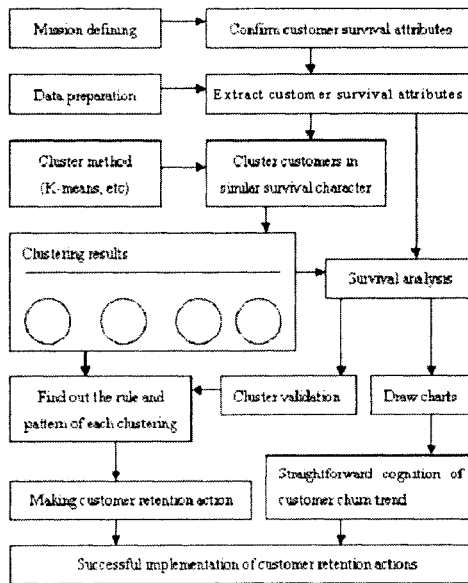 Mission defining
Confirm customer survival attributes
Data preparation
Extract customer survival attributes
Cluster method
(K-means, etc)
Cluster customers in
similar survival character
Clustering results
Survival analysis
Find out the rule and
pattern of each clustering
Cluster validation
Draw charts
Making customer retention action
Straightforward cognition of
customer churn trend
Successful implementation of customer retention actions